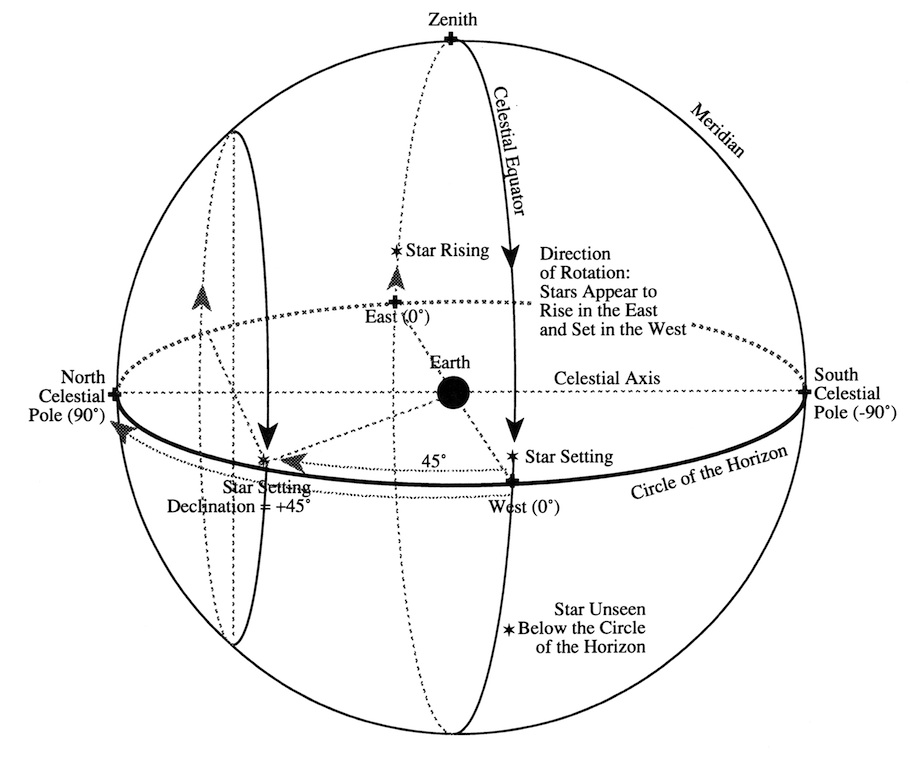 Zenith
Meridian
Celestial Equator
Star Rising
Direction
of Rotation:
Stars Appear to
Rise in the East
and Set in the West
East (0˚)
Earth
Celestial Axis
North
Celestial
Pole (90˚)
South
Celestial
Pole (-90˚)
45˚
Star Setting
Circle of the Horizon
Star Setting
Declination = +45˚
West (0˚)
Star Unseen
Below the Circle
of the Horizon